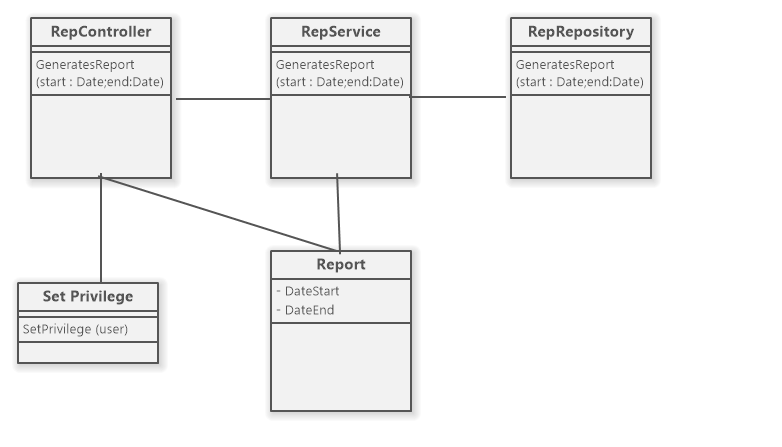 RepController
GeneratesReport
(start : Date;end:Date)
RepService
GeneratesReport
(start : Date;end:Date)
RepRepository
GeneratesReport
(start : Date;end:Date)
Set Privilege
SetPrivilege (user)
Report
- DateStart
- DateEnd